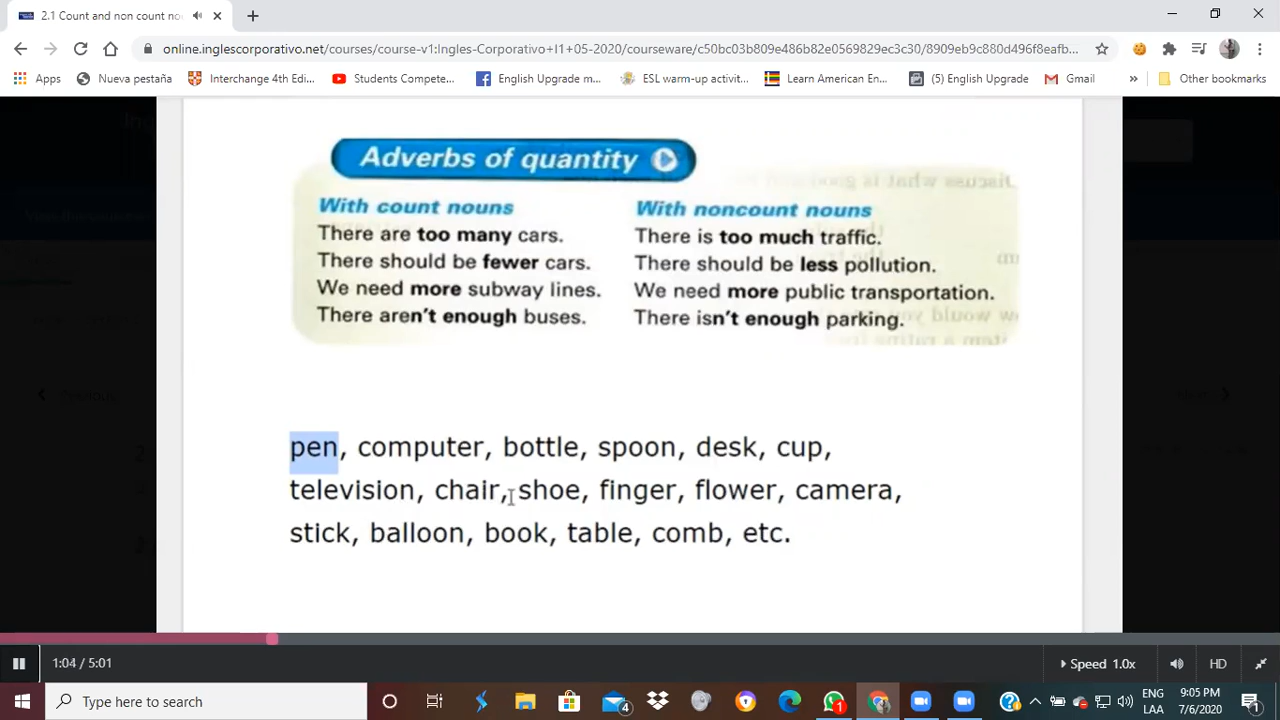 2.1 Count and non count no
online.inglescorporativo.net/courses/course-v1:Ingles-Corporativo+I1+05-2020/courseware/c50bc03b809e486b82e0569829ec3c30/8909eb9c880d496f8eafb...
Apps Nueva pestaña Interchange 4th Edi... Students Compete... English Upgrade m... ESL warm-up activit... Learn American En... (5) English Upgrade Gmail » Other bookmarks
Adverbs of quantity
With count nouns
There are too many cars.
There should be fewer cars.
We need more subway lines.
There aren't enough buses.
With noncount nouns
There is too much traffic.
There should be less pollution.
We need more public transportation.
There isn't enough parking.
pen, computer, bottle, spoon, desk, cup,
television, chair, shoe, finger, flower, camera,
stick, balloon, book, table, comb, etc.
1:04 / 5:01 Speed 1.0x HD
Type here to search 4 1 ENG 9:05 PM
LAA 7/6/2020 1